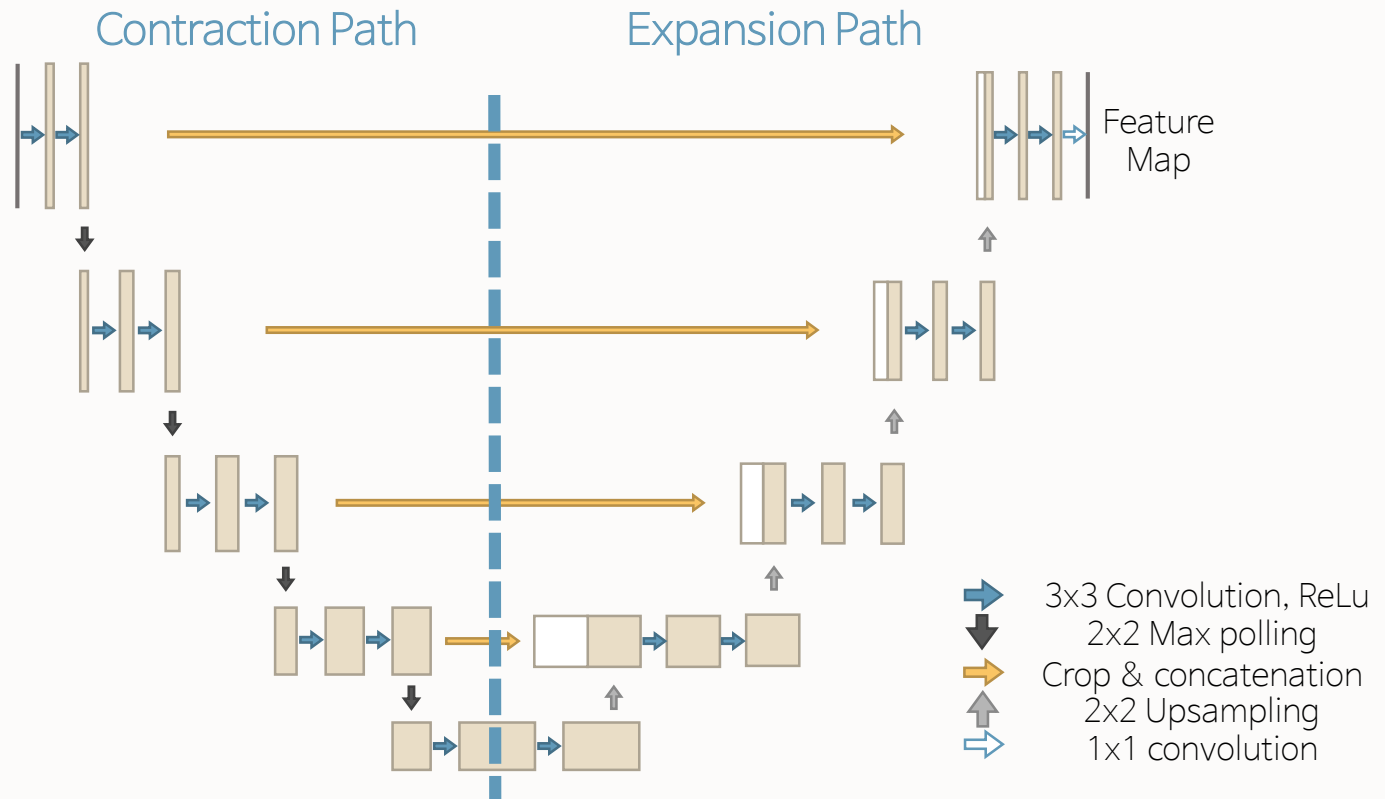 Contraction Path
Expansion Path
Feature
Map
3x3 Convolution, ReLu
2x2 Max polling
Crop & concatenation
2x2 Upsampling
1x1 convolution